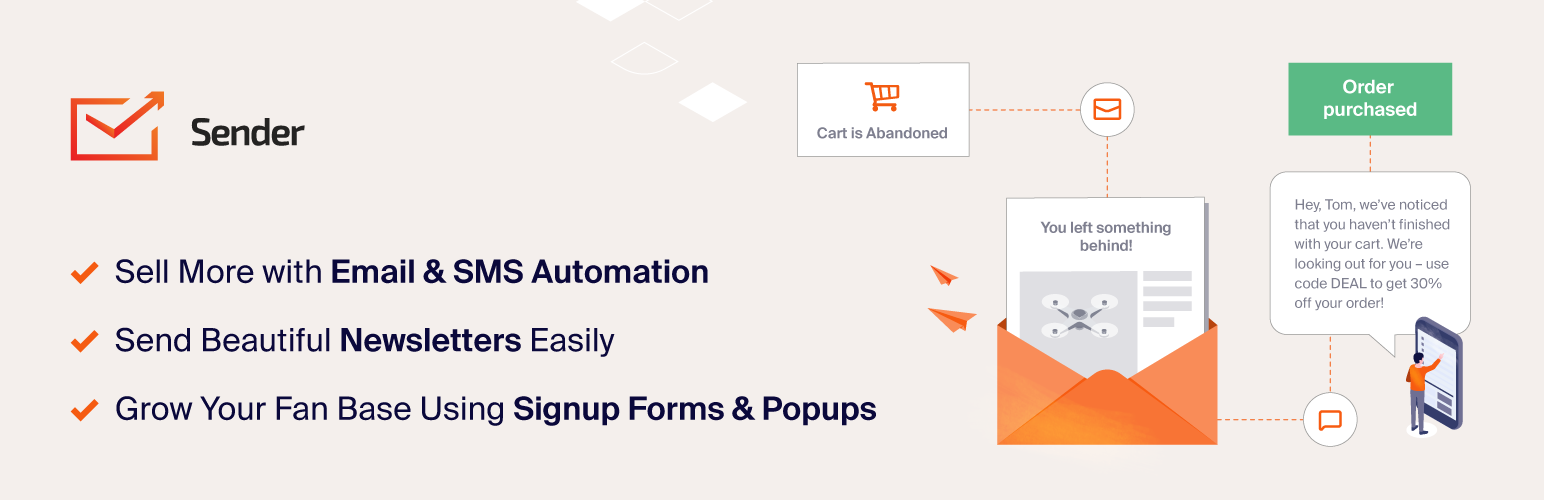 Sender
Sell More with Email & SMS Automation
Send Beautiful Newsletters Easily
Grow Your Fan Base Using Signup Forms & Popups
Cart is Abandoned
You left something
behind!
Order
purchased
Hey, Tom, we've noticed
that you haven't finished
with your cart. We're
looking out for you – use
code DEAL to get 30%
off your order!